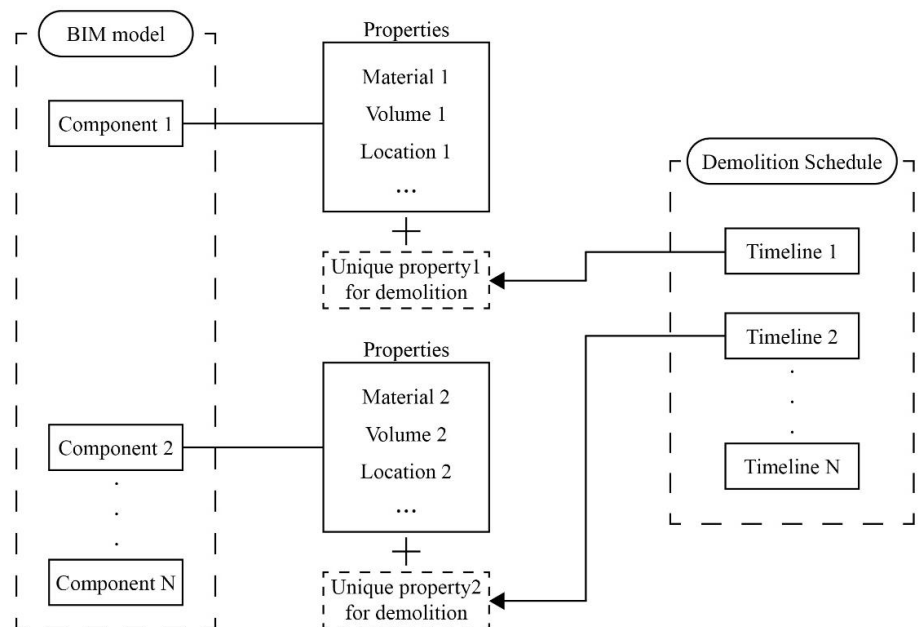 BIM model
Component 1
Component 2
.
.
.
Component N
Properties
Material 1
Volume 1
Location 1
...
+
Unique property1
for demolition
Properties
Material 2
Volume 2
Location 2
...
+
Unique property2
for demolition
Demolition Schedule
Timeline 1
Timeline 2
.
.
.
Timeline N